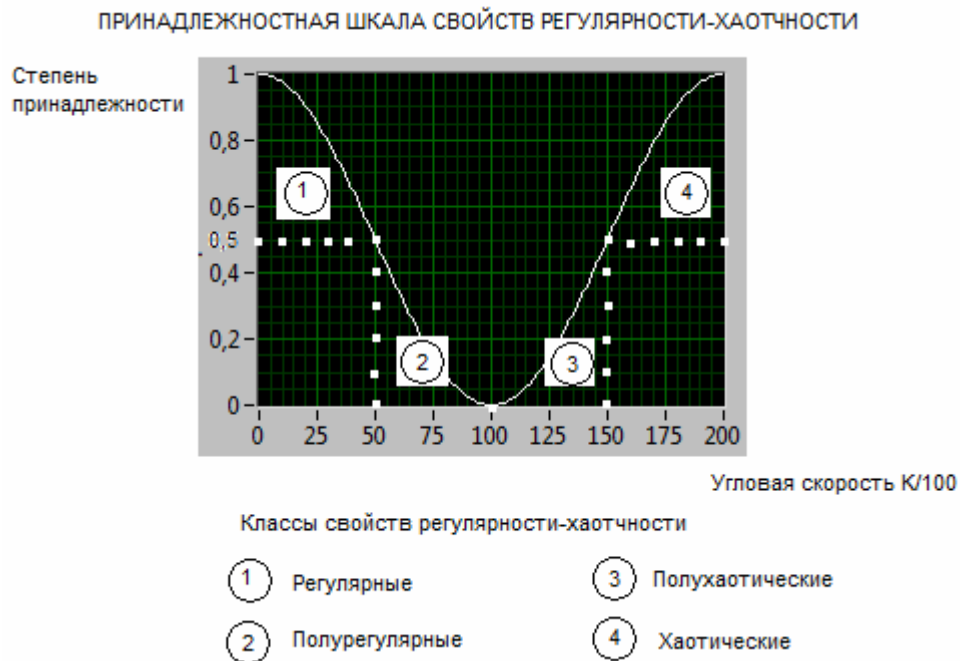 ПРИНАДЛЕЖНОСТНАЯ ШКАЛА СВОЙСТВ РЕГУЛЯРНОСТИ-ХАОТЧНОСТИ
Степень
принадлежности
1
0,8
0,6
0,5
0,4
0,2
0
1
4
2
3
0 25 50 75 100 125 150 175 200
Угловая скорость К/100
Классы свойств регулярности-хаотчности
1 Регулярные
3 Полухаотические
2 Полурегулярные
4 Хаотические